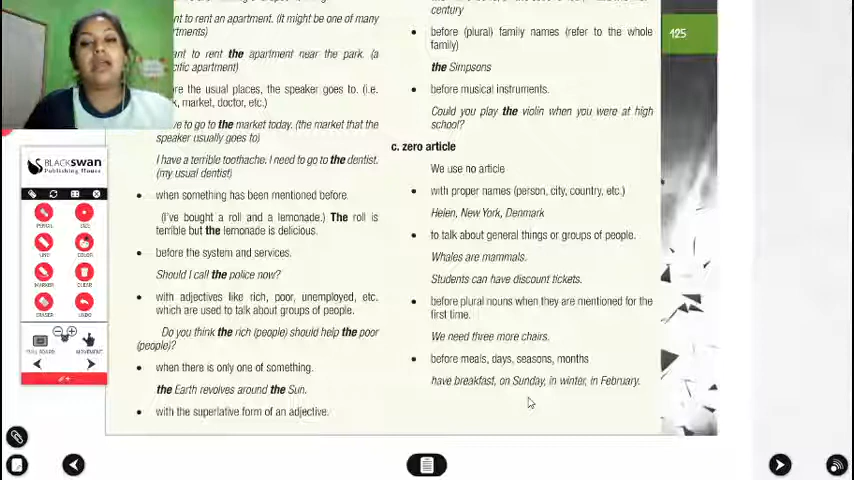 ant to rent an apartment. (It might be one of many
rtments)
ant to rent the apartment near the park. (a
cific apartment)
re the usual places, the speaker goes to. (i.e.
k, market, doctor, etc.)
ve to go to the market today. (the market that the
speaker usually goes to)
I have a terrible toothache. I need to go to the dentist.
(my usual dentist)
• when something has been mentioned before.
(I've bought a roll and a lemonade.) The roll is
terrible but the lemonade is delicious.
• before the system and services.
Should I call the police now?
• with adjectives like rich, poor, unemployed, etc.
which are used to talk about groups of people.
Do you think the rich (people) should help the poor
(people)?
• when there is only one of something.
the Earth revolves around the Sun.
• with the superlative form of an adjective.
century
• before (plural) family names (refer to the whole
family)
the Simpsons
• before musical instruments.
Could you play the violin when you were at high
school?
c. zero article
We use no article
• with proper names (person, city, country, etc.)
Helen, New York, Denmark
• to talk about general things or groups of people.
Whales are mammals.
Students can have discount tickets.
• before plural nouns when they are mentioned for the
first time.
We need three more chairs.
• before meals, days, seasons, months
have breakfast, on Sunday, in winter, in February.
125
BLACKSWAN
Publishing House
COLOR
MARKER
CLEAR
ERASER
UNDO
MOVEMENT